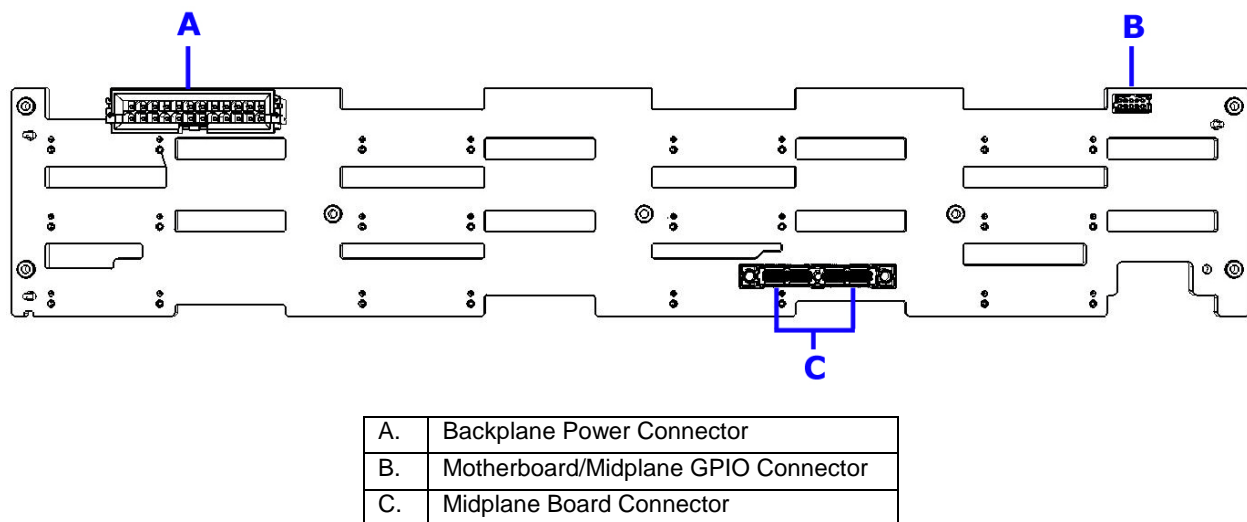 A
B
C
A. Backplane Power Connector
B. Motherboard/Midplane GPIO Connector
C. Midplane Board Connector